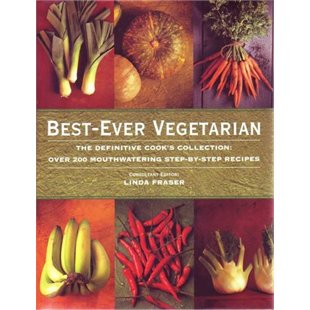 BEST-EVER VEGETARIAN
THE DEFINITIVE COOK'S COLLECTION:
OVER 200 MOUTHWATERING STEP-BY-STEP RECIPES
CONSULTANT EDITOR:
LINDA FRASER